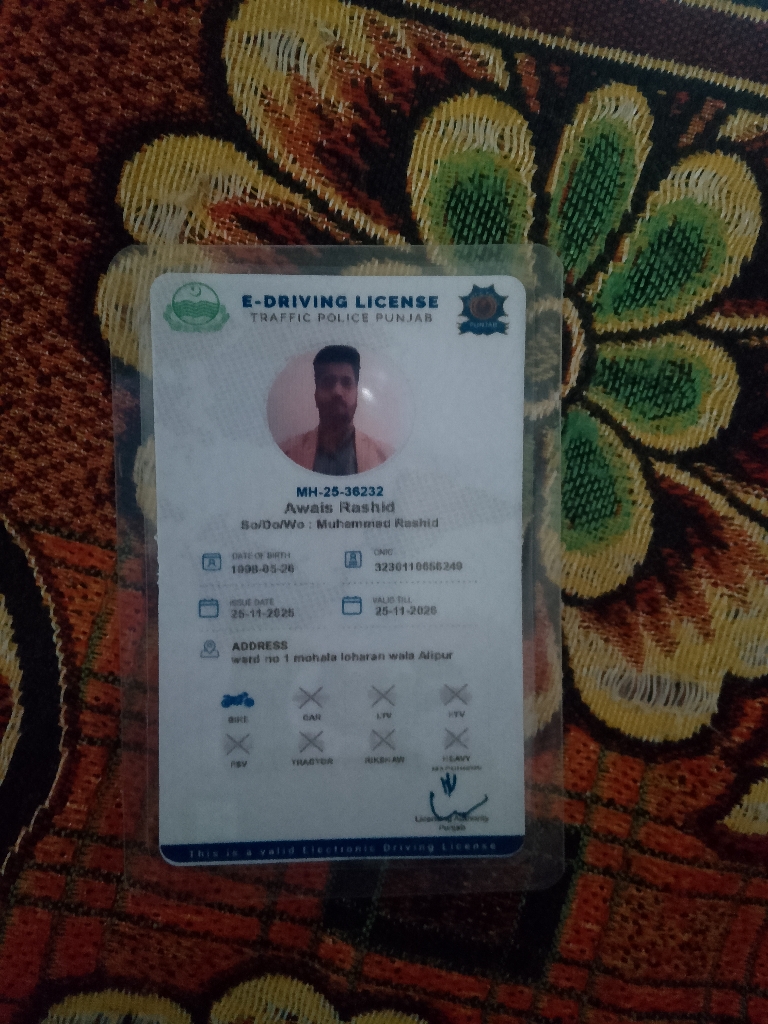 E-DRIVING LICENSE
TRAFFIC POLICE PUNJAB
PUNJAB
MH-25-36232
Awais Rashid
So/Do/Wo : Muhammad Rashid
DATE OF BIRTH
CNIC
ISSUE DATE
25-11-2025
VALID TILL
ADDRESS
ward no 1 mohala loharan wala Alipur
BIKE
CAR
LTV
HTV
PSV
TRACTOR
RIKSHAW
HEAVY
Licensing Authority
Punjab
This is a valid Electronic Driving License